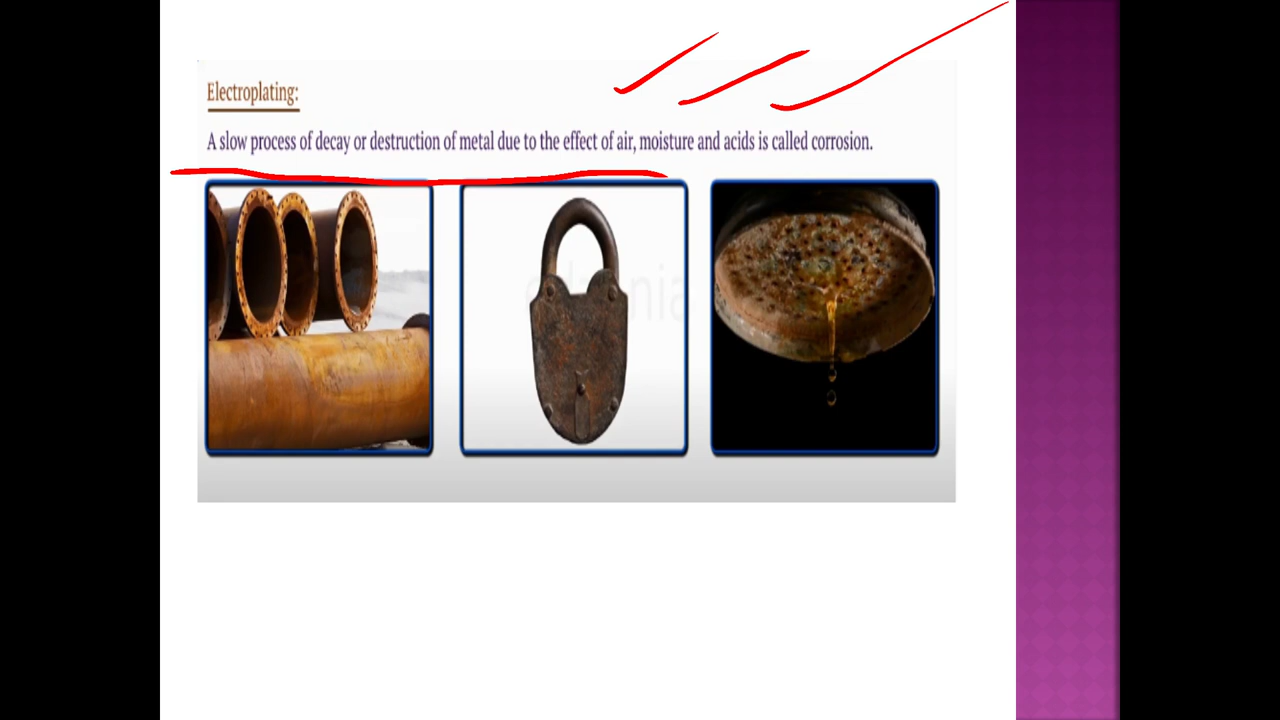 Electroplating:
A slow process of decay or destruction of metal due to the effect of air, moisture and acids is called corrosion.